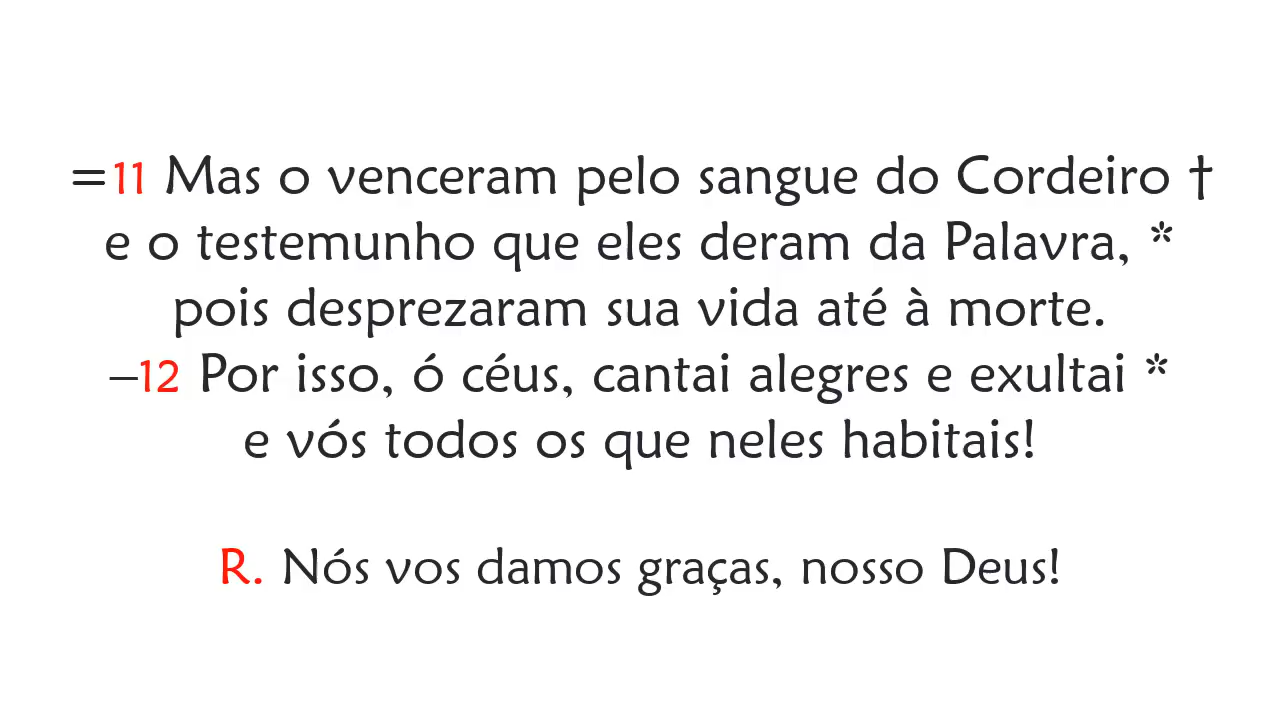 =11 Mas o venceram pelo sangue do Cordeiro †
e o testemunho que eles deram da Palavra, *
pois desprezaram sua vida até à morte.
–12 Por isso, ó céus, cantai alegres e exultai *
e vós todos os que neles habitais!
R. Nós vos damos graças, nosso Deus!